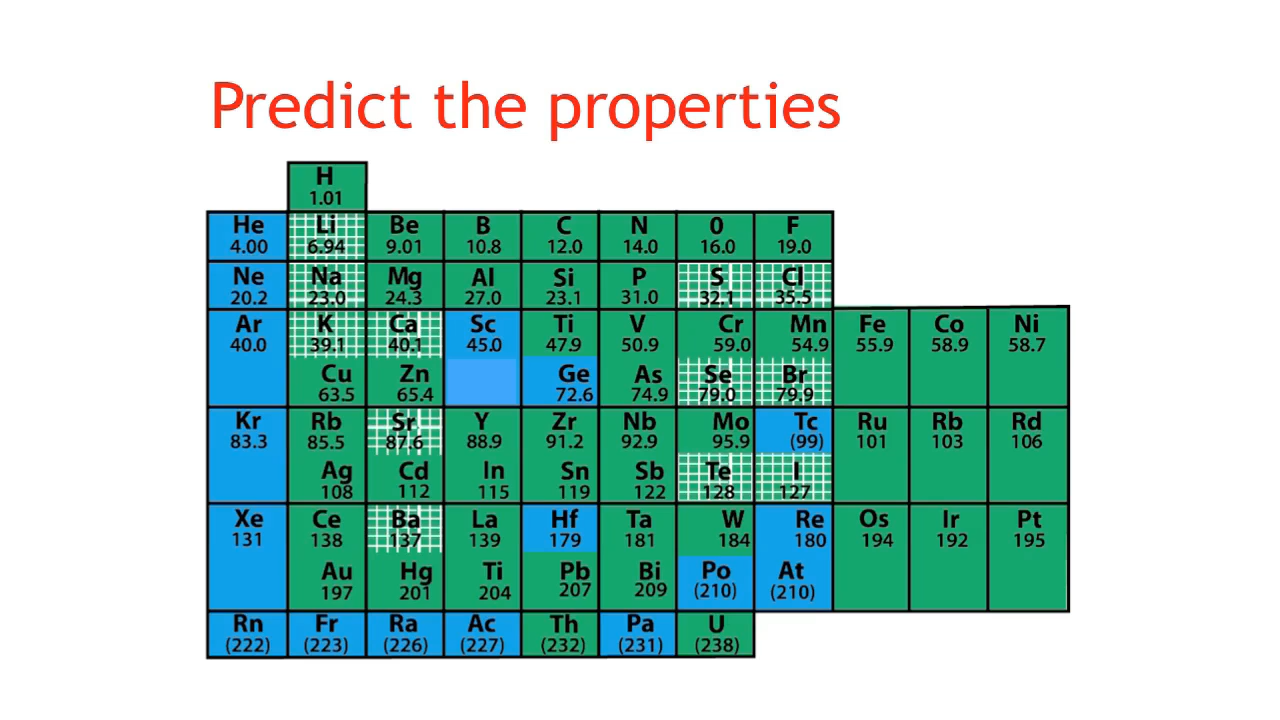 Predict the properties
H
1.01
He Li Be B C N 0 F
4.00 6.94 9.01 10.8 12.0 14.0 16.0 19.0
Ne Na Mg Al Si P S Cl
20.2 23.0 24.3 27.0 23.1 31.0 32.1 35.5
Ar K Ca Sc Ti V Cr Mn Fe Co Ni
40.0 39.1 40.1 45.0 47.9 50.9 59.0 54.9 55.9 58.9 58.7
Cu Zn Ge As Se Br
63.5 65.4 72.6 74.9 79.0 79.9
Kr Rb Sr Y Zr Nb Mo Tc Ru Rb Rd
83.3 85.5 87.6 88.9 91.2 92.9 95.9 (99) 101 103 106
Ag Cd In Sn Sb Te I
108 112 115 119 122 128 127
Xe Ce Ba La Hf Ta W Re Os Ir Pt
131 138 137 139 179 181 184 180 194 192 195
Au Hg Ti Pb Bi Po At
197 201 204 207 209 (210) (210)
Rn Fr Ra Ac Th Pa U
(222) (223) (226) (227) (232) (231) (238)